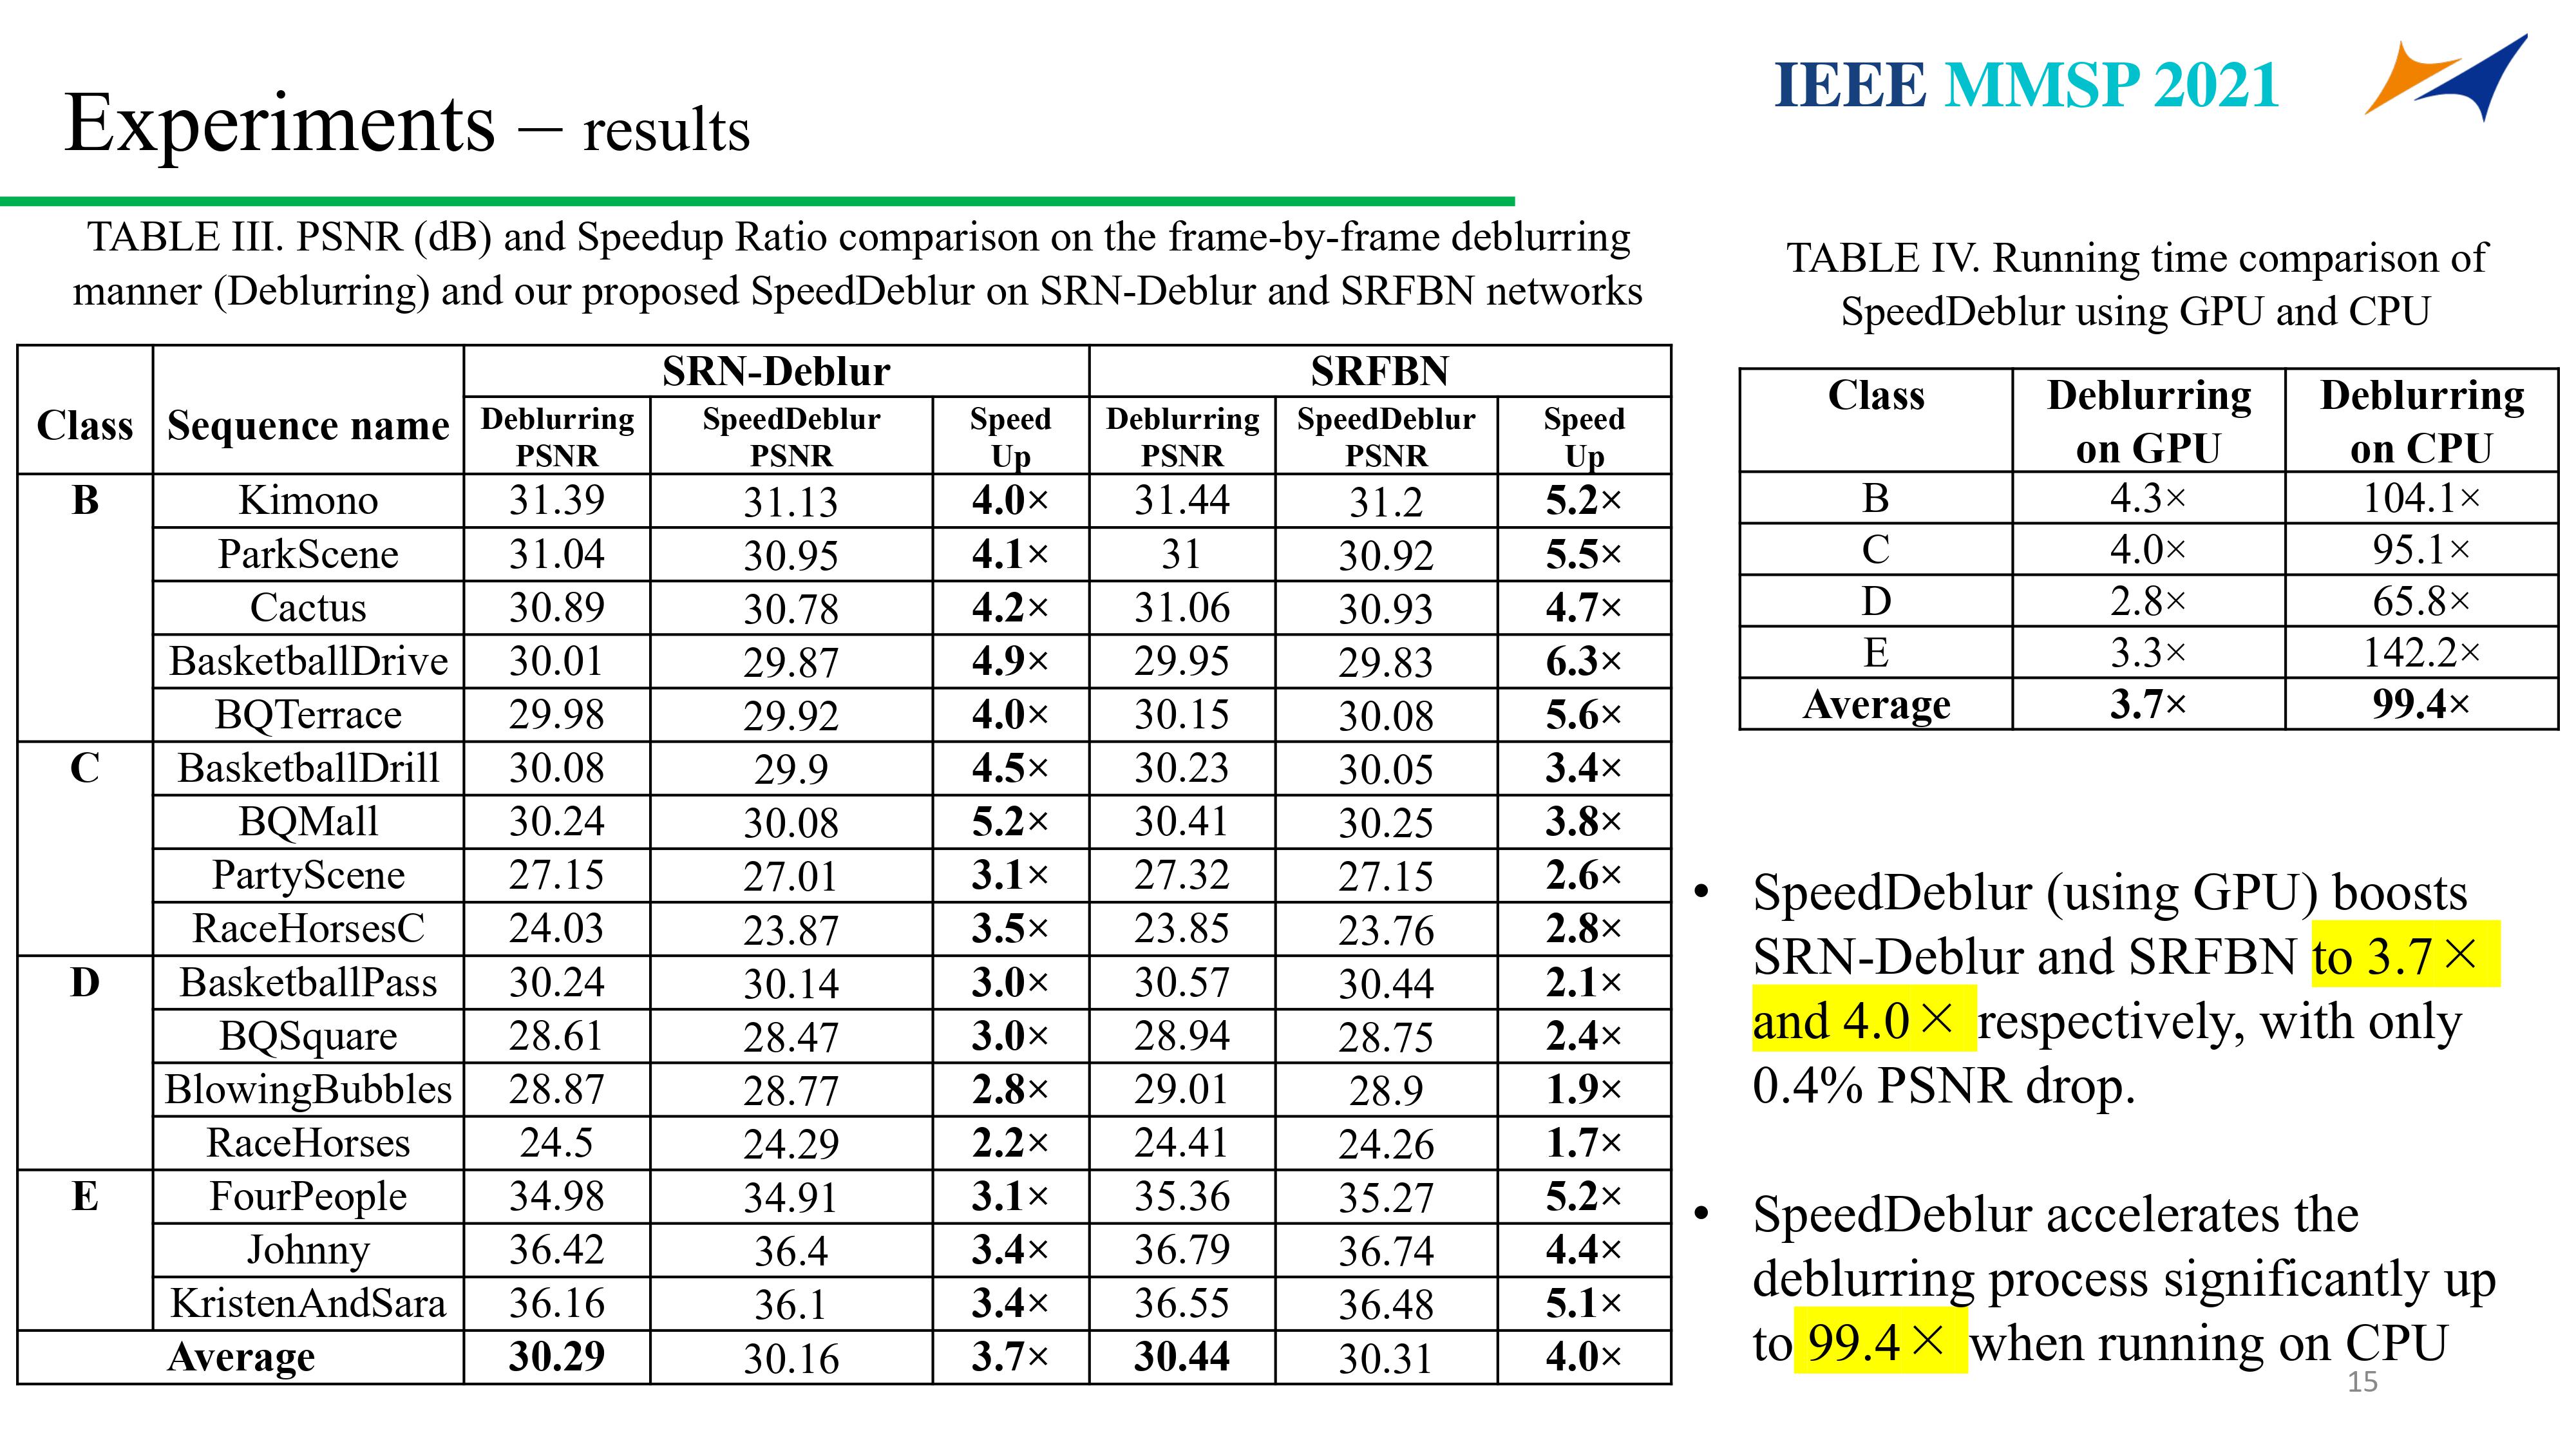 IEEE MMSP 2021
Experiments – results
TABLE III. PSNR (dB) and Speedup Ratio comparison on the frame-by-frame deblurring
manner (Deblurring) and our proposed SpeedDeblur on SRN-Deblur and SRFBN networks
Class Sequence name SRN-Deblur SRFBN
Deblurring PSNR SpeedDeblur PSNR Speed Up Deblurring PSNR SpeedDeblur PSNR Speed Up
B Kimono 31.39 31.13 4.0× 31.44 31.2 5.2×
ParkScene 31.04 30.95 4.1× 31 30.92 5.5×
Cactus 30.89 30.78 4.2× 31.06 30.93 4.7×
BasketballDrive 30.01 29.87 4.9× 29.95 29.83 6.3×
BQTerrace 29.98 29.92 4.0× 30.15 30.08 5.6×
C BasketballDrill 30.08 29.9 4.5× 30.23 30.05 3.4×
BQMall 30.24 30.08 5.2× 30.41 30.25 3.8×
PartyScene 27.15 27.01 3.1× 27.32 27.15 2.6×
RaceHorsesC 24.03 23.87 3.5× 23.85 23.76 2.8×
D BasketballPass 30.24 30.14 3.0× 30.57 30.44 2.1×
BQSquare 28.61 28.47 3.0× 28.94 28.75 2.4×
BlowingBubbles 28.87 28.77 2.8× 29.01 28.9 1.9×
RaceHorses 24.5 24.29 2.2× 24.41 24.26 1.7×
E FourPeople 34.98 34.91 3.1× 35.36 35.27 5.2×
Johnny 36.42 36.4 3.4× 36.79 36.74 4.4×
KristenAndSara 36.16 36.1 3.4× 36.55 36.48 5.1×
Average 30.29 30.16 3.7× 30.44 30.31 4.0×
TABLE IV. Running time comparison of
SpeedDeblur using GPU and CPU
Class Deblurring on GPU Deblurring on CPU
B 4.3× 104.1×
C 4.0× 95.1×
D 2.8× 65.8×
E 3.3× 142.2×
Average 3.7× 99.4×
• SpeedDeblur (using GPU) boosts
SRN-Deblur and SRFBN to 3.7×
and 4.0× respectively, with only
0.4% PSNR drop.
• SpeedDeblur accelerates the
deblurring process significantly up
to 99.4× when running on CPU
15